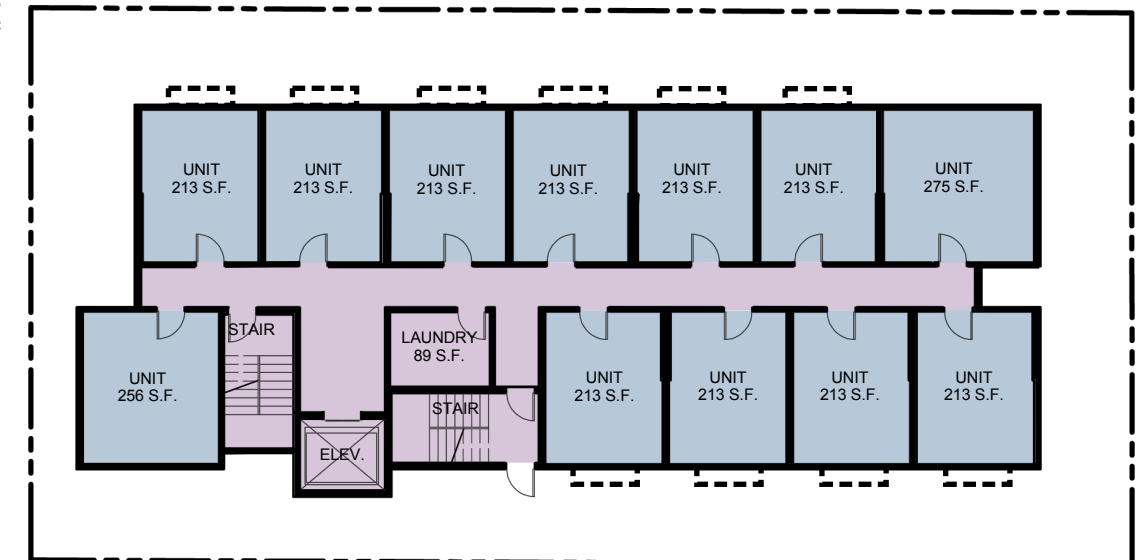 UNIT
213 S.F.
UNIT
213 S.F.
UNIT
213 S.F.
UNIT
213 S.F.
UNIT
213 S.F.
UNIT
213 S.F.
UNIT
275 S.F.
STAIR
LAUNDRY
89 S.F.
UNIT
256 S.F.
STAIR
ELEV.
UNIT
213 S.F.
UNIT
213 S.F.
UNIT
213 S.F.
UNIT
213 S.F.